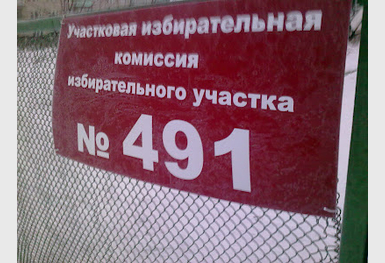 Участковая избирательная
комиссия
избирательного участка
№ 491